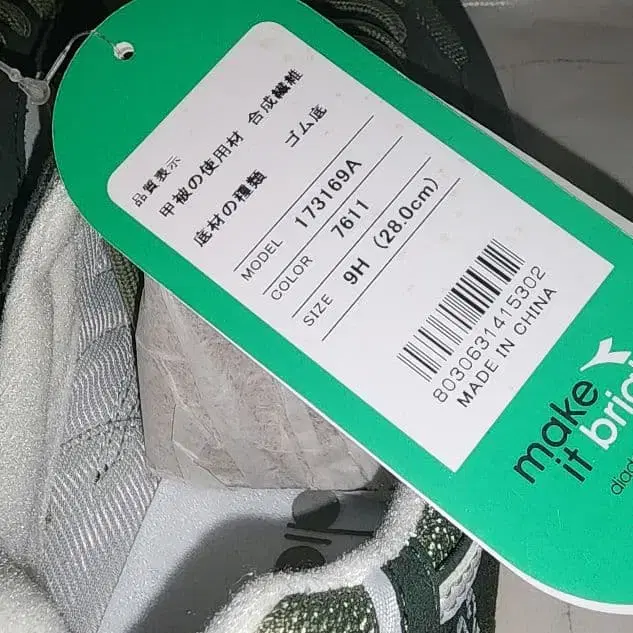 品質表示
甲被の使用材 合成繊維
底材の種類 ゴム底
MODEL 173169A
COLOR 7611
SIZE 9H (28.0cm)
8030631415302
MADE IN CHINA
make
it